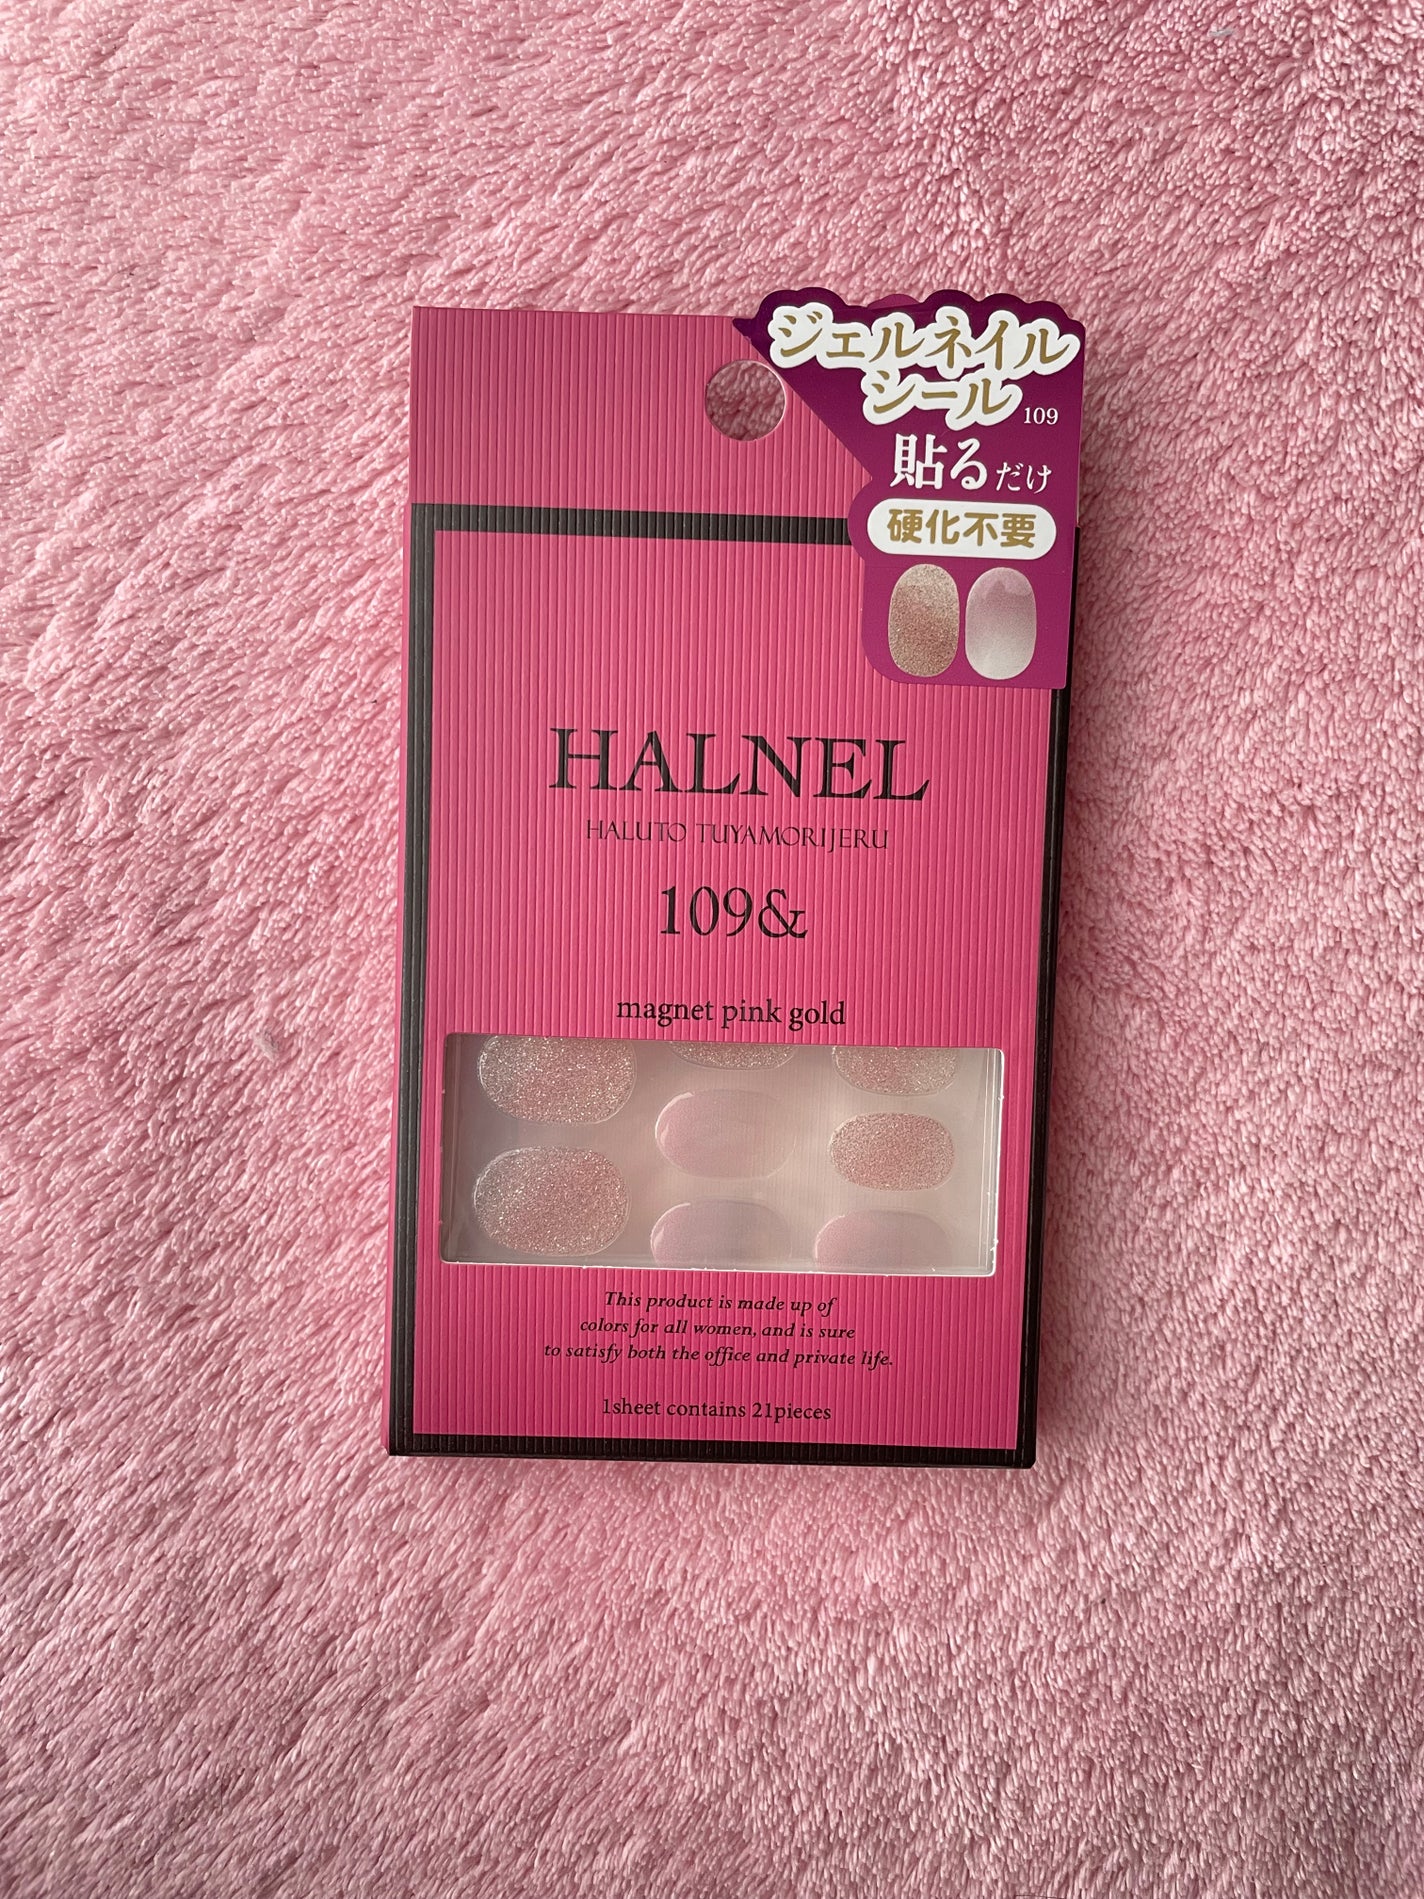 ジェルネイル
シール
109
貼るだけ
硬化不要
HALNEL
HALUTO TUYAMORIJERU
109&
magnet pink gold
This product is made up of
colors for all women, and is sure
to satisfy both the office and private life.
1sheet contains 21pieces